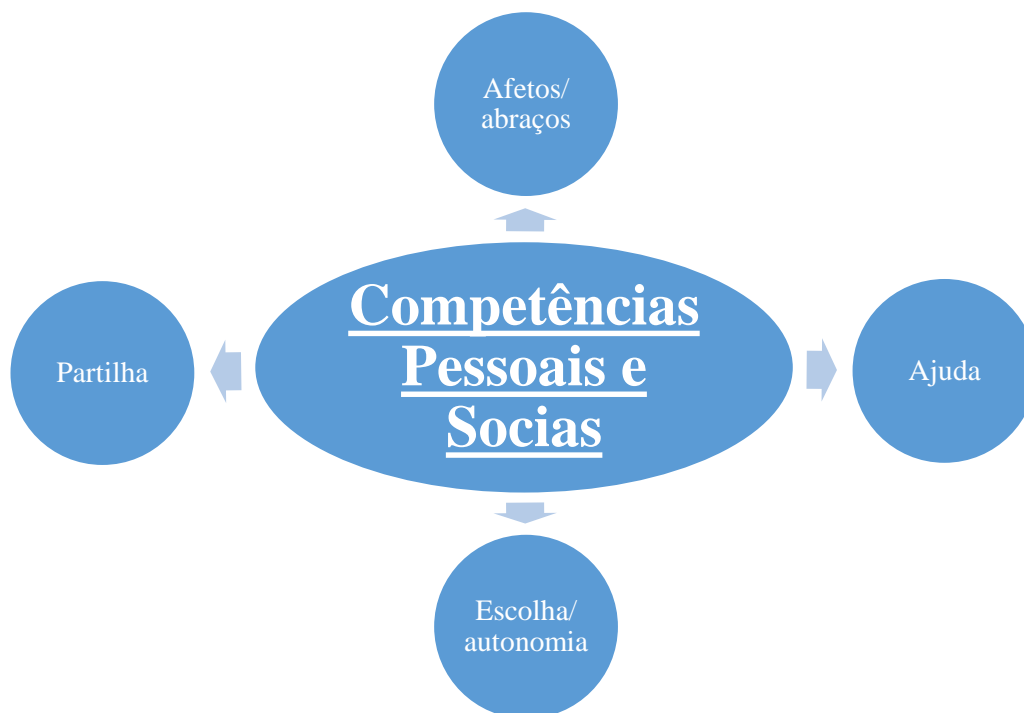 Afetos/
abraços
Competências
Pessoais e
Socias
Partilha
Ajuda
Escolha/
autonomia